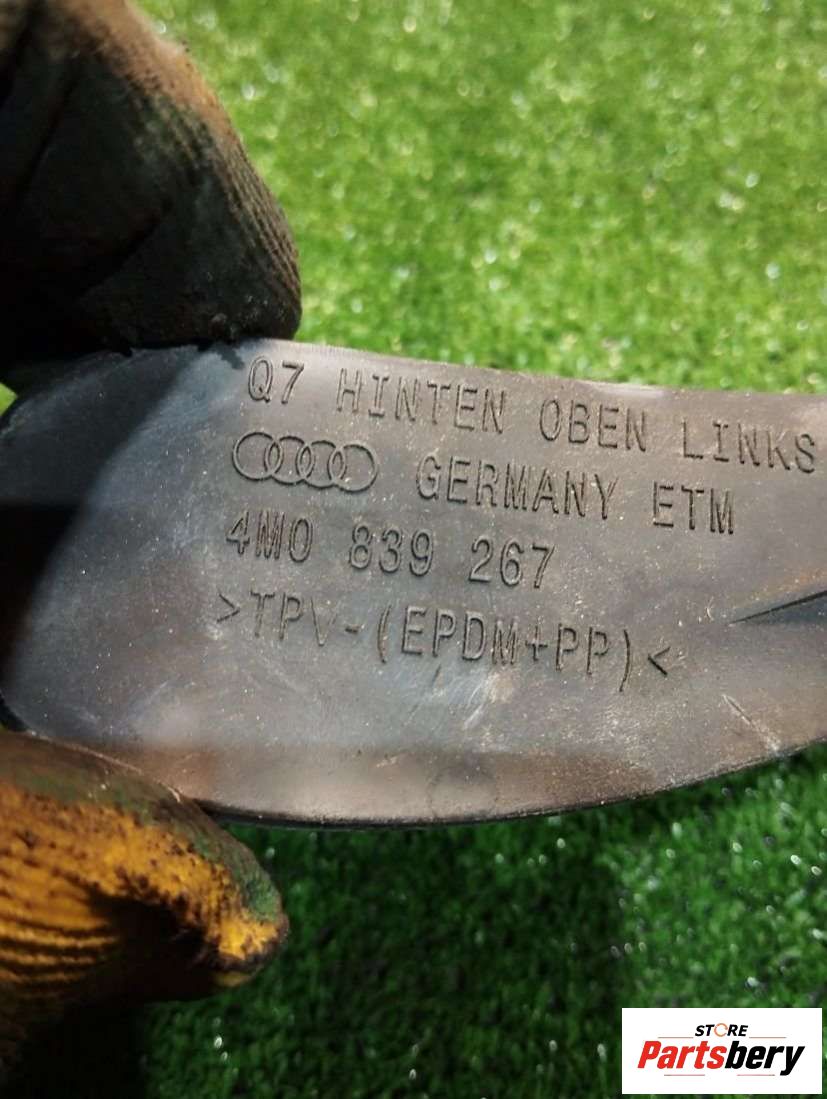 Q7 HINTEN OBEN LINKS
GERMANY ETM
4M0 839 267
>TPV-(EPDM+PP)<
STORE
Partsbery